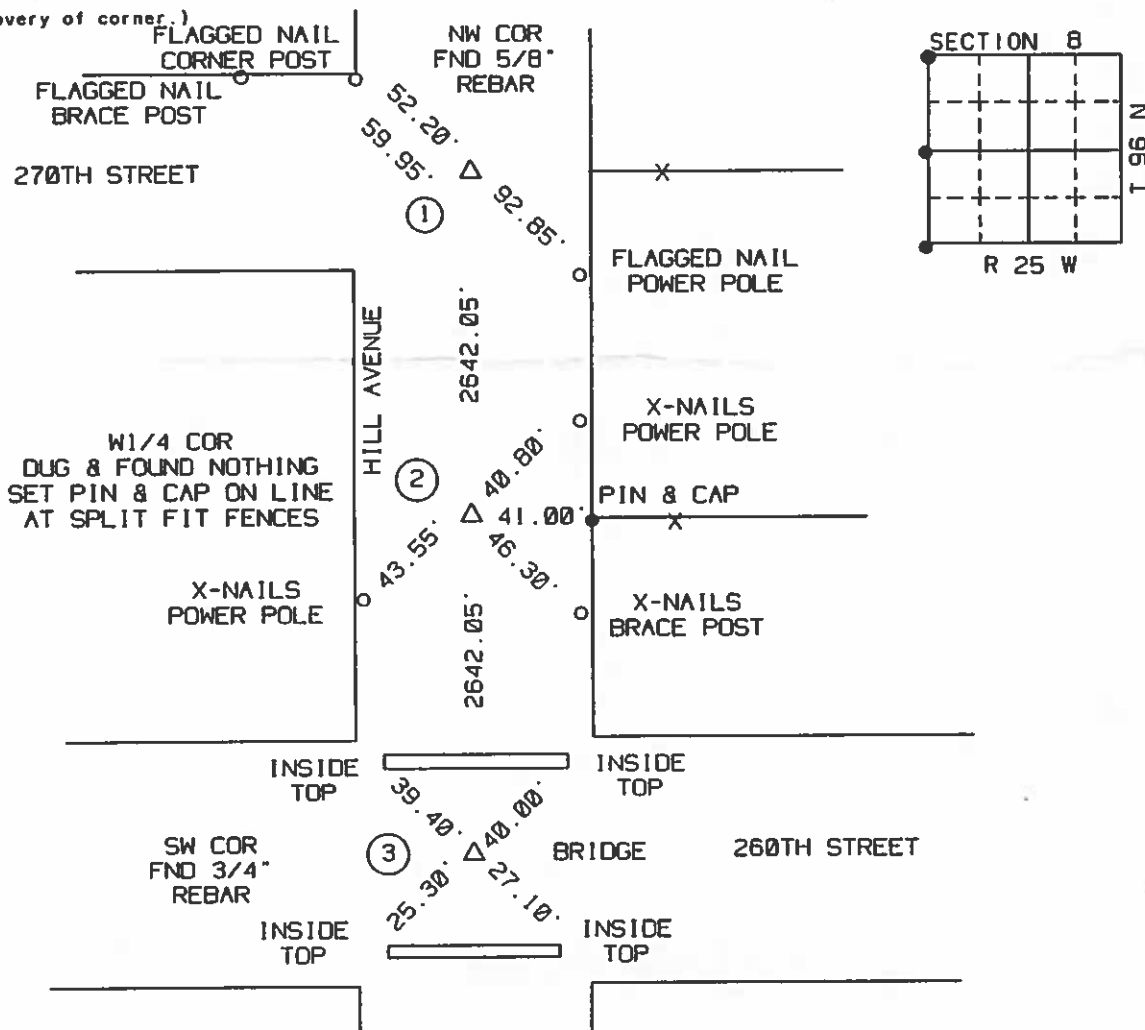 overy of corner.)
FLAGGED NAIL
CORNER POST
NW COR
FND 5/8"
REBAR
SECTION 8
FLAGGED NAIL
BRACE POST
52.20'
59.95'
T 96 N
270TH STREET
92.85'
1
R 25 W
FLAGGED NAIL
POWER POLE
HILL AVENUE
2642.05'
X-NAILS
POWER POLE
W1/4 COR
DUG & FOUND NOTHING
SET PIN & CAP ON LINE
AT SPLIT FIT FENCES
2
40.80'
PIN & CAP
41.00'
43.55'
46.30'
X-NAILS
POWER POLE
X-NAILS
BRACE POST
2642.05'
INSIDE
TOP
INSIDE
TOP
39.40'
40.00'
SW COR
FND 3/4"
REBAR
3
BRIDGE
260TH STREET
25.30'
27.10'
INSIDE
TOP
INSIDE
TOP